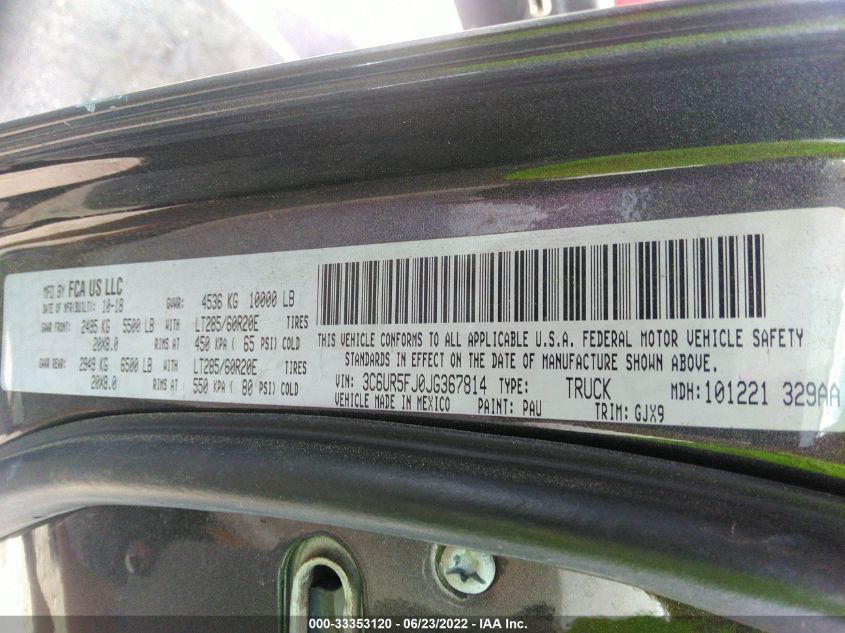 MFD BY FCA US LLC
DATE OF MFR(BUILT): 10-18
GVWR: 4536 KG 10000 LB
GAWR FRONT: 2495 KG 5500 LB WITH LT285/60R20E TIRES
20X8.0 RIMS AT 450 KPA ( 65 PSI) COLD
GAWR REAR: 2949 KG 6500 LB WITH LT285/60R20E TIRES
20X8.0 RIMS AT 550 KPA ( 80 PSI) COLD
THIS VEHICLE CONFORMS TO ALL APPLICABLE U.S.A. FEDERAL MOTOR VEHICLE SAFETY
STANDARDS IN EFFECT ON THE DATE OF MANUFACTURE SHOWN ABOVE.
VIN: 3C6UR5FJ0JG367814 TYPE: TRUCK MDH:101221 329AA
VEHICLE MADE IN MEXICO PAINT: PAU TRIM: GJX9
000-33353120 - 06/23/2022 - IAA Inc.